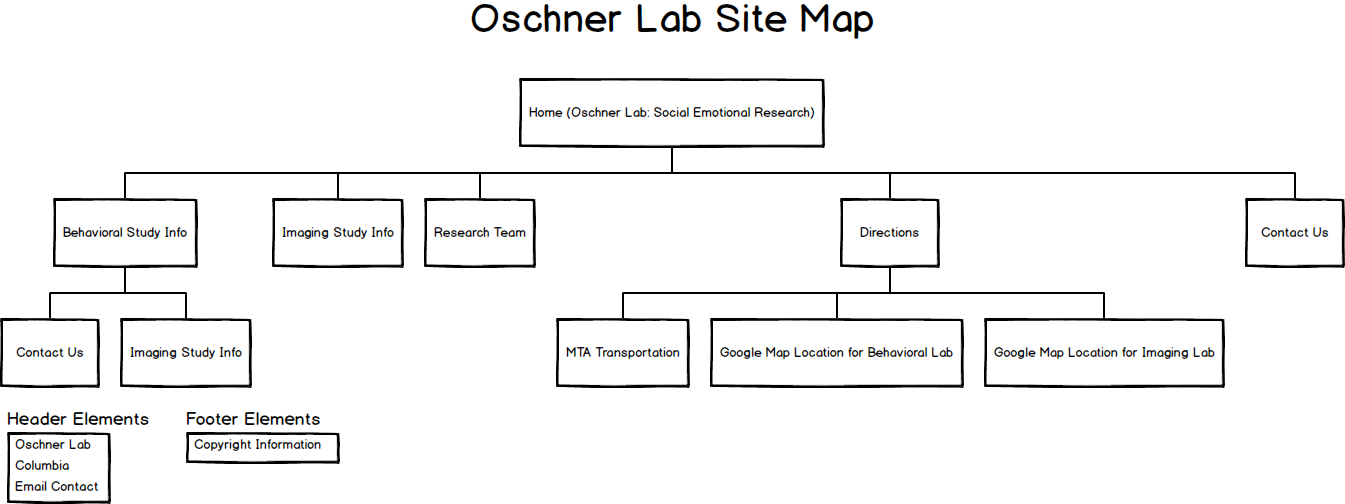 Oschner Lab Site Map
Home (Oschner Lab: Social Emotional Research)
Behavioral Study Info
Imaging Study Info
Research Team
Directions
Contact Us
Contact Us
Imaging Study Info
MTA Transportation
Google Map Location for Behavioral Lab
Google Map Location for Imaging Lab
Header Elements
Oschner Lab
Columbia
Email Contact
Footer Elements
Copyright Information